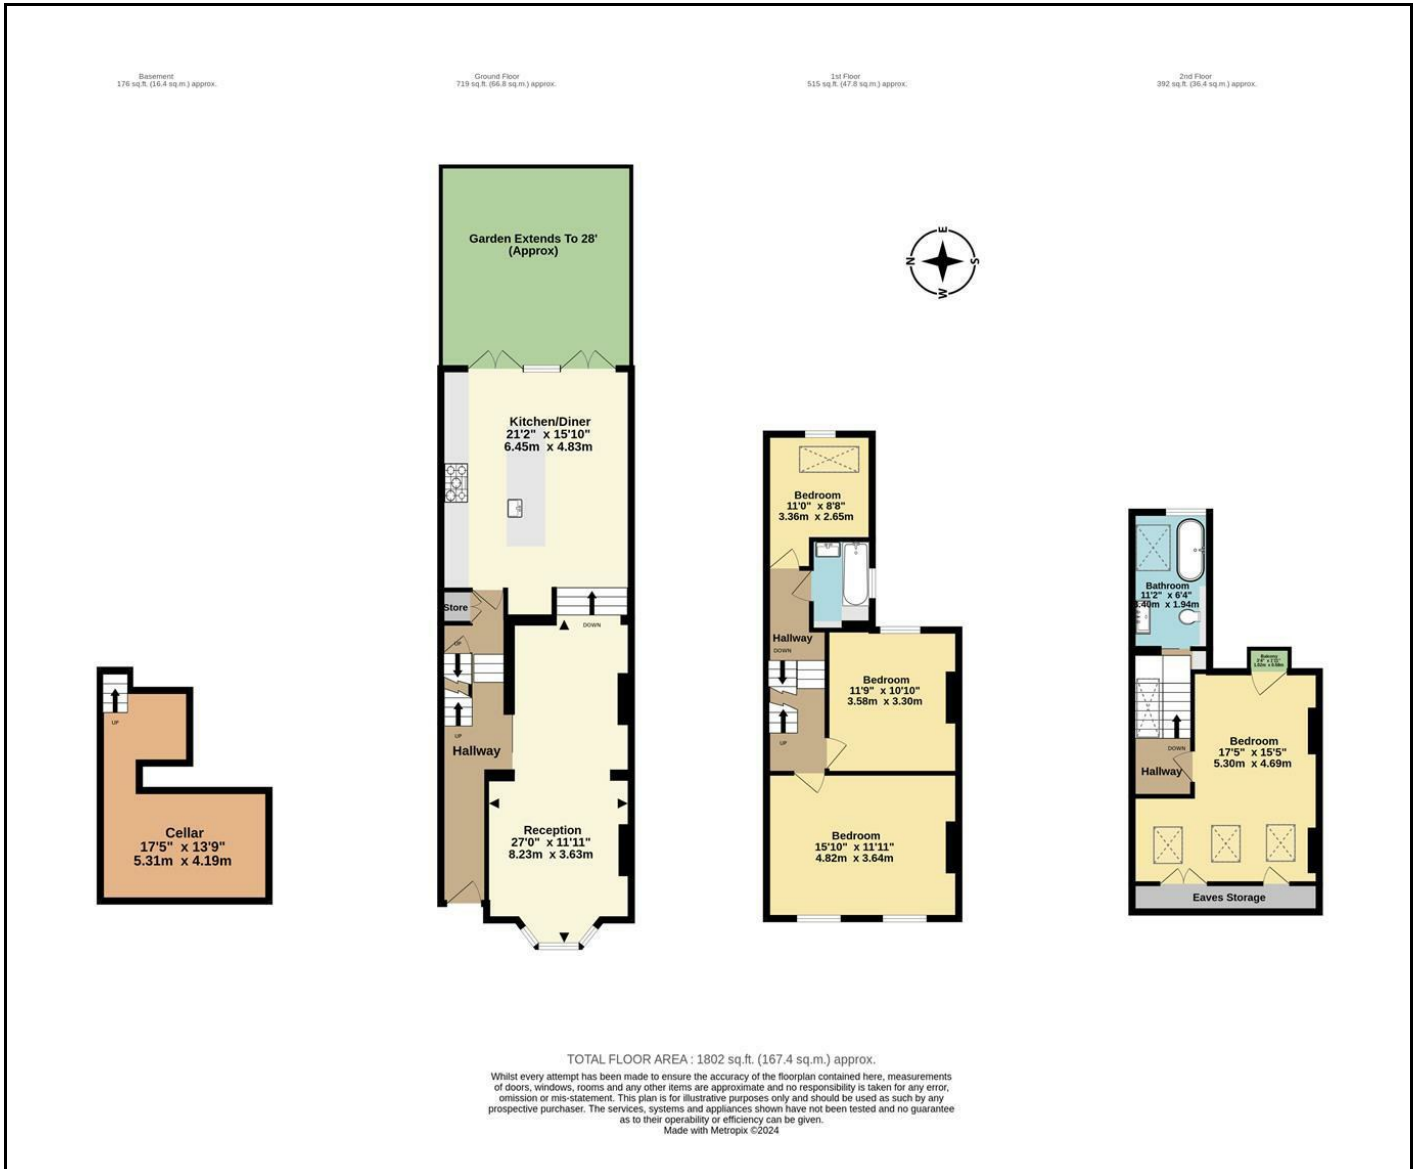 Basement
176 sq.ft. (16.4 sq.m.) approx.
Ground Floor
719 sq.ft. (66.8 sq.m.) approx.
1st Floor
515 sq.ft. (47.8 sq.m.) approx.
2nd Floor
392 sq.ft. (36.4 sq.m.) approx.
Garden Extends To 28'
(Approx)
E
N
S
W
Kitchen/Diner
21'2" x 15'10"
6.45m x 4.83m
Store
DOWN
UP
UP
Hallway
Reception
27'0" x 11'11"
8.23m x 3.63m
UP
Cellar
17'5" x 13'9"
5.31m x 4.19m
Bedroom
11'0" x 8'8"
3.36m x 2.65m
Hallway
DOWN
UP
Bedroom
11'9" x 10'10"
3.58m x 3.30m
Bedroom
15'10" x 11'11"
4.82m x 3.64m
Bathroom
11'2" x 6'4"
3.40m x 1.94m
Balcony
DOWN
Hallway
Bedroom
17'5" x 15'5"
5.30m x 4.69m
Eaves Storage
TOTAL FLOOR AREA : 1802 sq.ft. (167.4 sq.m.) approx.
Whilst every attempt has been made to ensure the accuracy of the floorplan contained here, measurements
of doors, windows, rooms and any other items are approximate and no responsibility is taken for any error,
omission or mis-statement. This plan is for illustrative purposes only and should be used as such by any
prospective purchaser. The services, systems and appliances shown have not been tested and no guarantee
as to their operability or efficiency can be given.
Made with Metropix ©2024